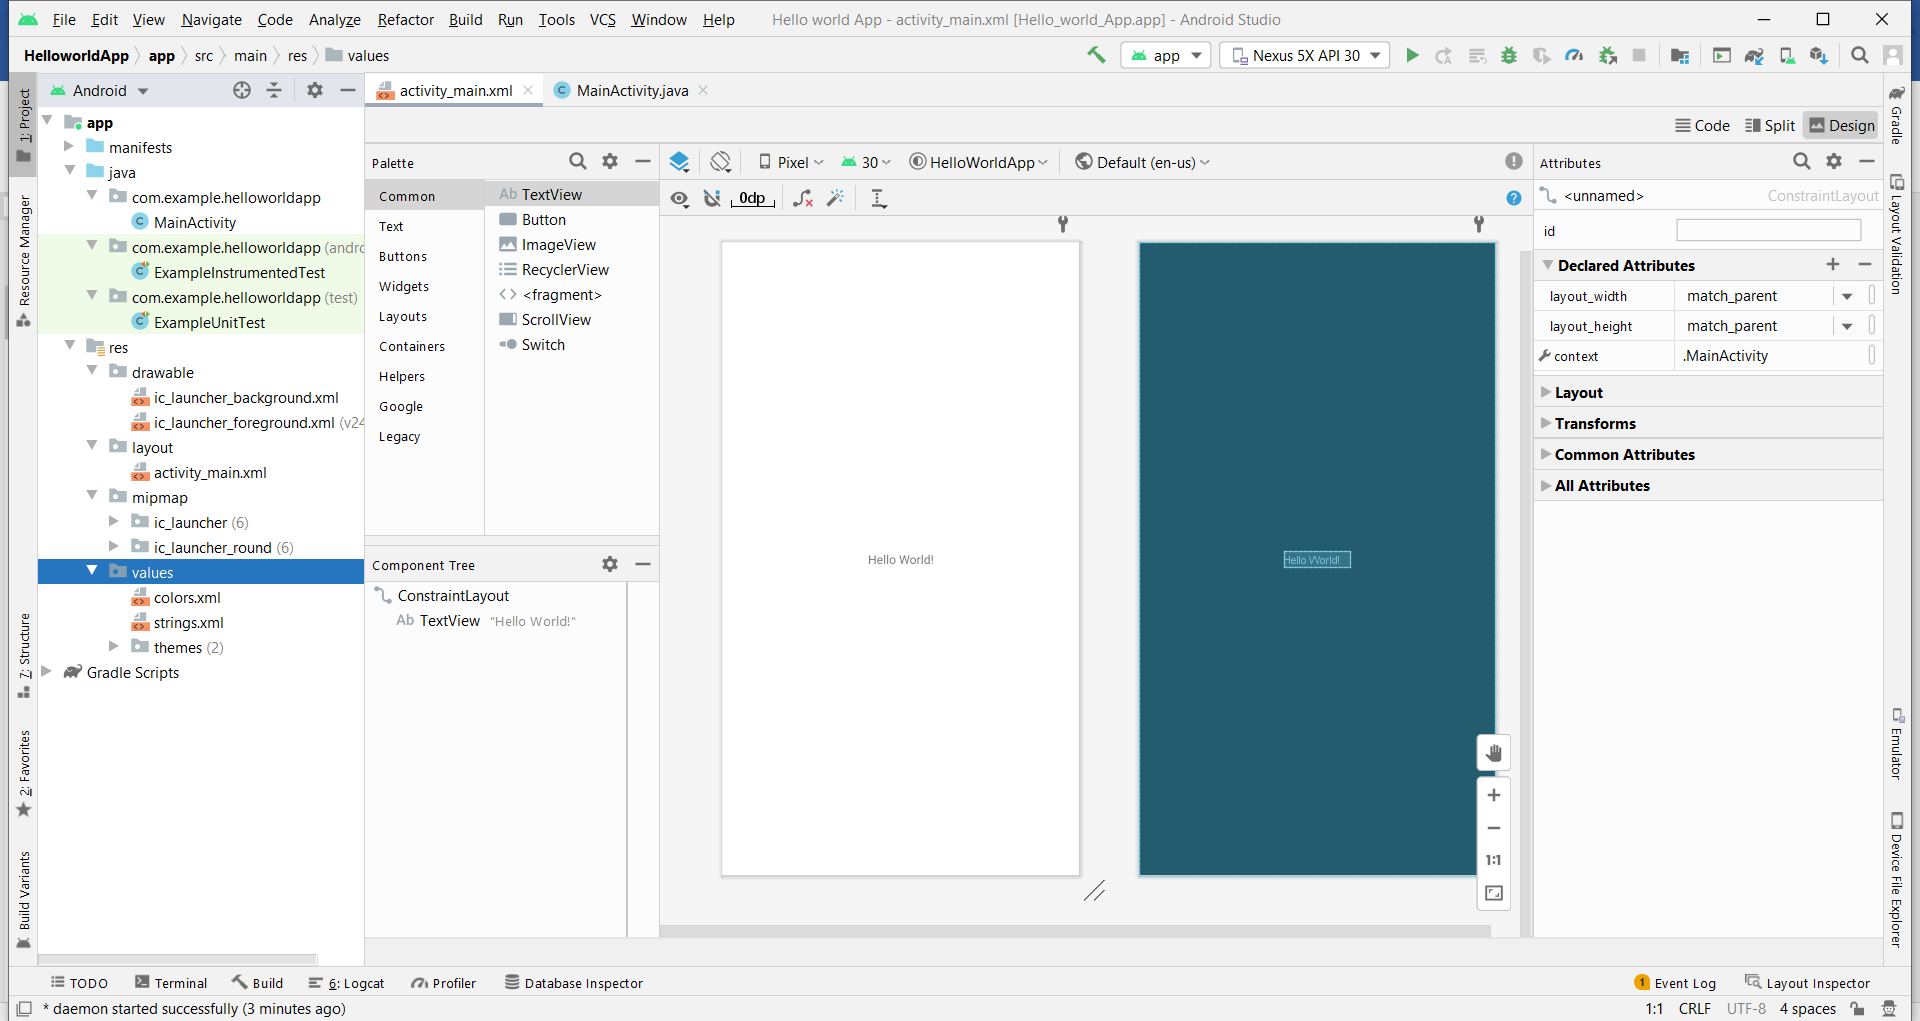 File Edit View Navigate Code Analyze Refactor Build Run Tools VCS Window Help Hello world App - activity_main.xml [Hello_world_App.app] - Android Studio
HelloworldApp app src main res values app Nexus 5X API 30
1: Project
Resource Manager
7: Structure
2: Favorites
Build Variants
Android
app
manifests
java
com.example.helloworldapp
MainActivity
com.example.helloworldapp (andro
ExampleInstrumentedTest
com.example.helloworldapp (test)
ExampleUnitTest
res
drawable
ic_launcher_background.xml
ic_launcher_foreground.xml (v24
layout
activity_main.xml
mipmap
ic_launcher (6)
ic_launcher_round (6)
values
colors.xml
strings.xml
themes (2)
Gradle Scripts
activity_main.xml MainActivity.java
Code Split Design
Palette
Common
Text
Buttons
Widgets
Layouts
Containers
Helpers
Google
Legacy
Ab TextView
Button
ImageView
RecyclerView
<fragment>
ScrollView
Switch
Component Tree
ConstraintLayout
Ab TextView "Hello World!"
Pixel 30 HelloWorldApp Default (en-us)
0dp
Hello World!
Hello World!
1:1
Attributes
<unnamed> ConstraintLayout
id
Declared Attributes
layout_width match_parent
layout_height match_parent
context .MainActivity
Layout
Transforms
Common Attributes
All Attributes
Gradle
Layout Validation
Emulator
Device File Explorer
TODO Terminal Build 6: Logcat Profiler Database Inspector 1 Event Log Layout Inspector
* daemon started successfully (3 minutes ago) 1:1 CRLF UTF-8 4 spaces